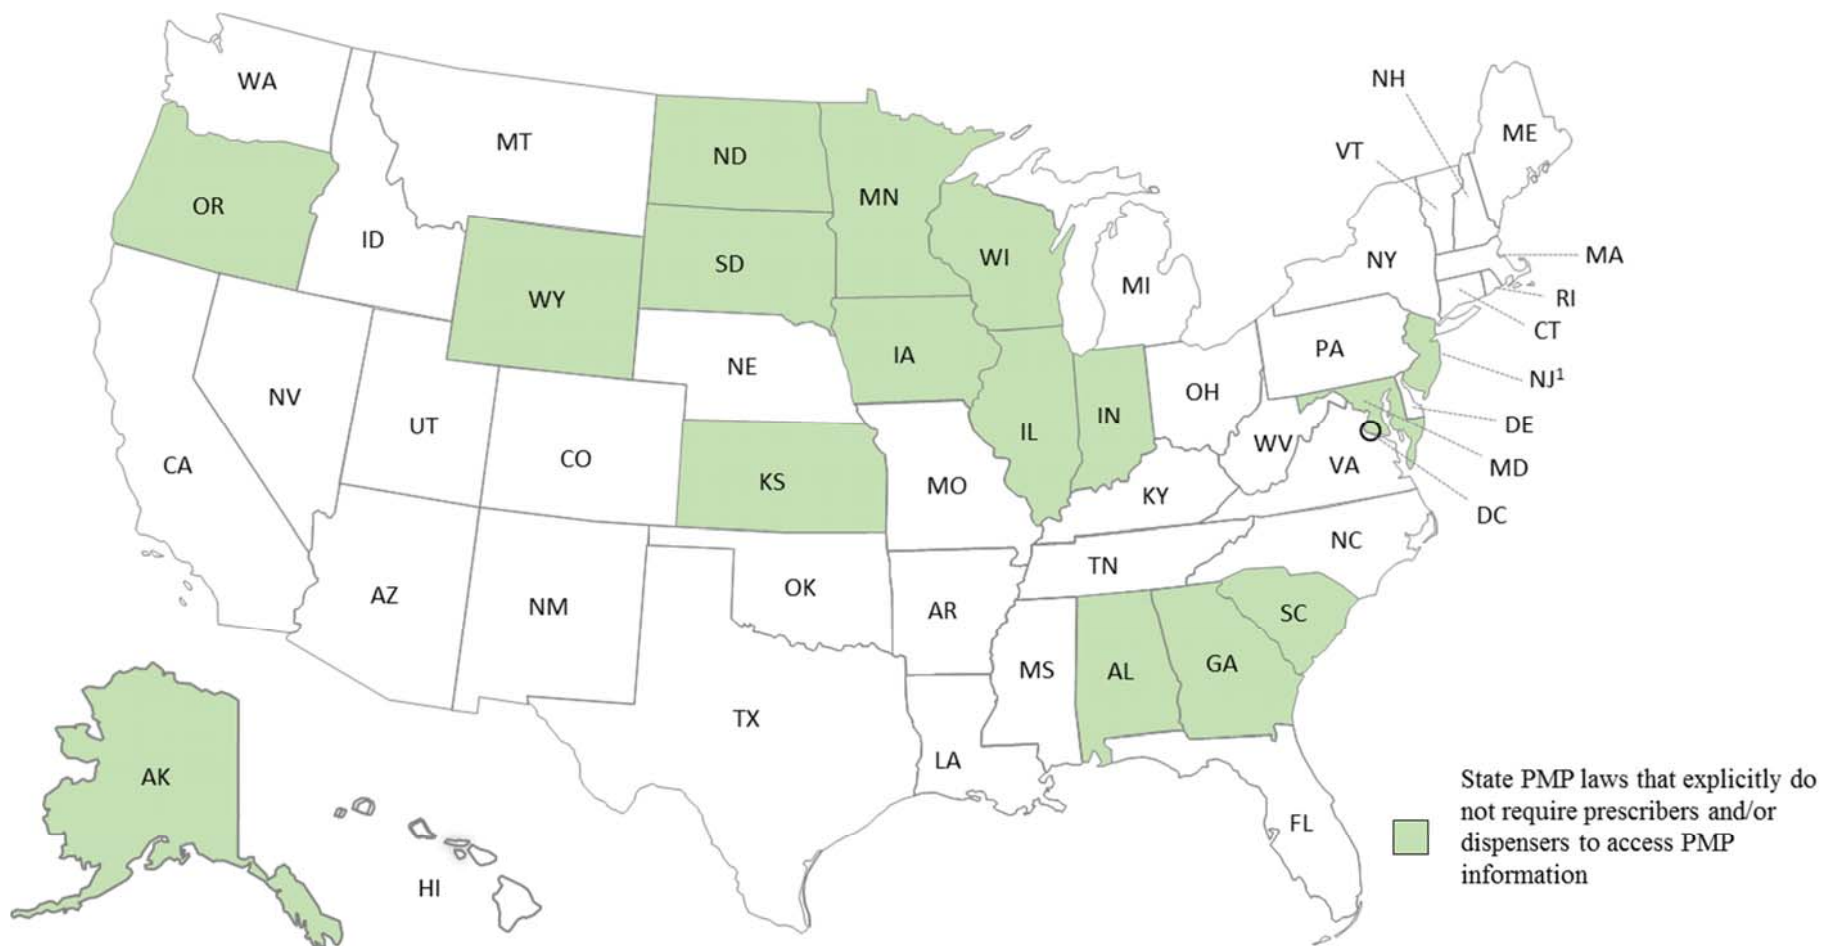 WA
MT
ND
MN
OR
ID
WY
SD
WI
MI
NH
VT
ME
NY
MA
RI
CT
NJ¹
DE
MD
DC
NV
UT
CO
NE
IA
IL
IN
OH
PA
WV
VA
CA
KS
MO
KY
AZ
NM
OK
AR
TN
NC
SC
MS
AL
GA
TX
LA
FL
AK
HI
State PMP laws that explicitly do
not require prescribers and/or
dispensers to access PMP
information